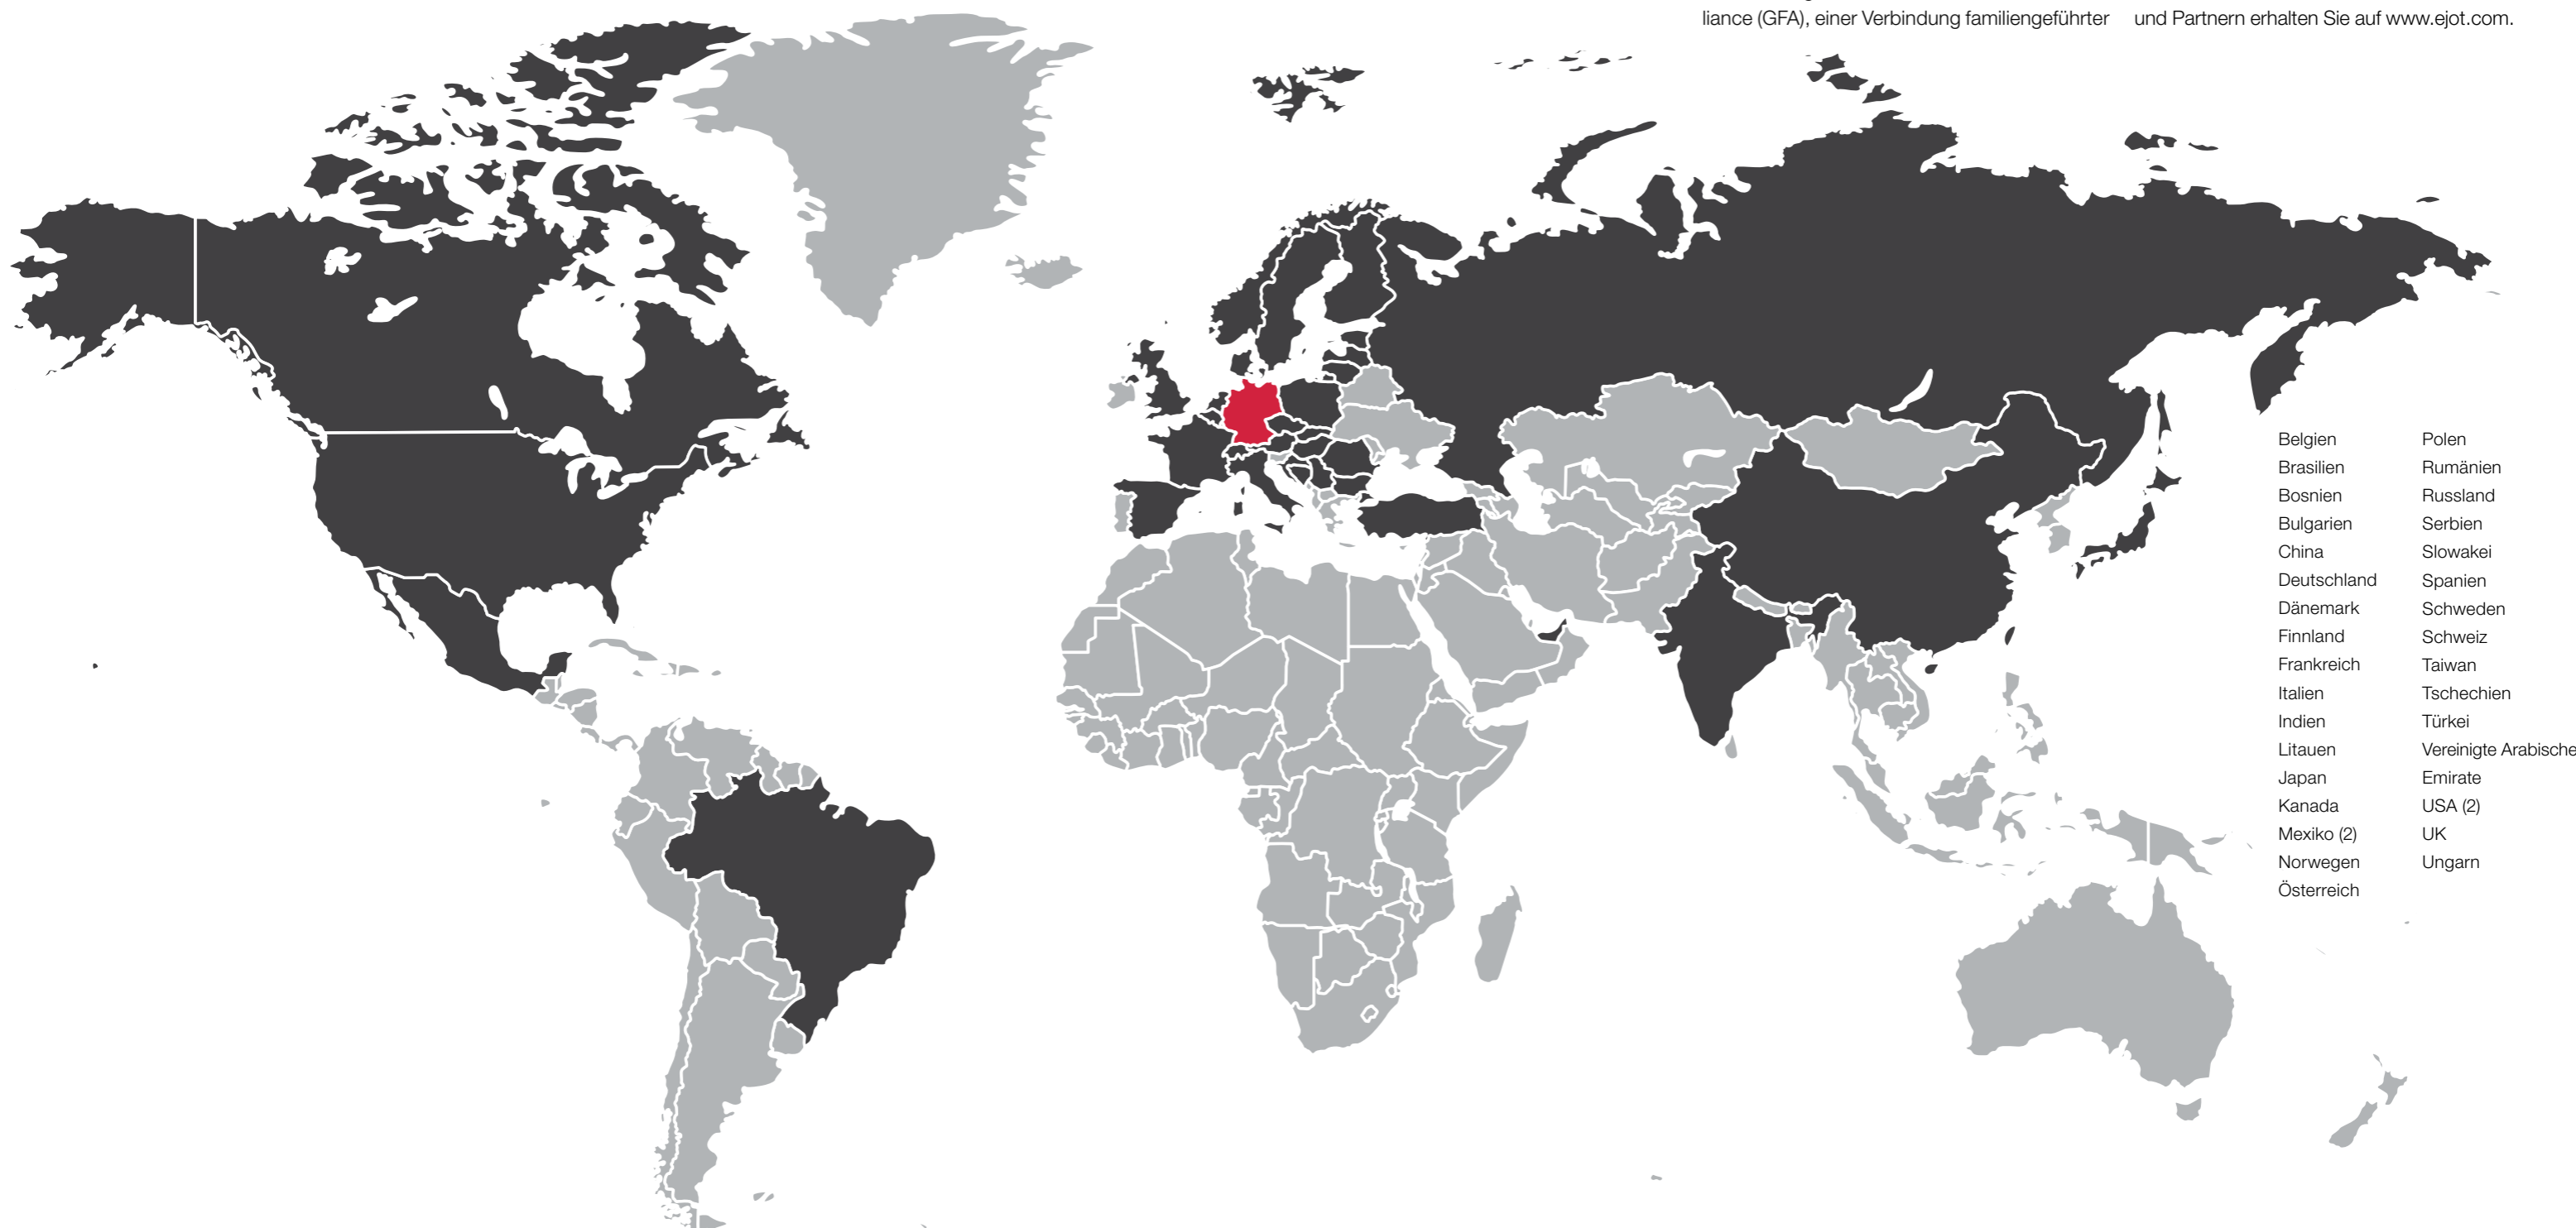 liance (GFA), einer Verbindung familiengeführter
und Partnern erhalten Sie auf www.ejot.com.
Belgien
Brasilien
Bosnien
Bulgarien
China
Deutschland
Dänemark
Finnland
Frankreich
Italien
Indien
Litauen
Japan
Kanada
Mexiko (2)
Norwegen
Österreich
Polen
Rumänien
Russland
Serbien
Slowakei
Spanien
Schweden
Schweiz
Taiwan
Tschechien
Türkei
Vereinigte Arabische
Emirate
USA (2)
UK
Ungarn